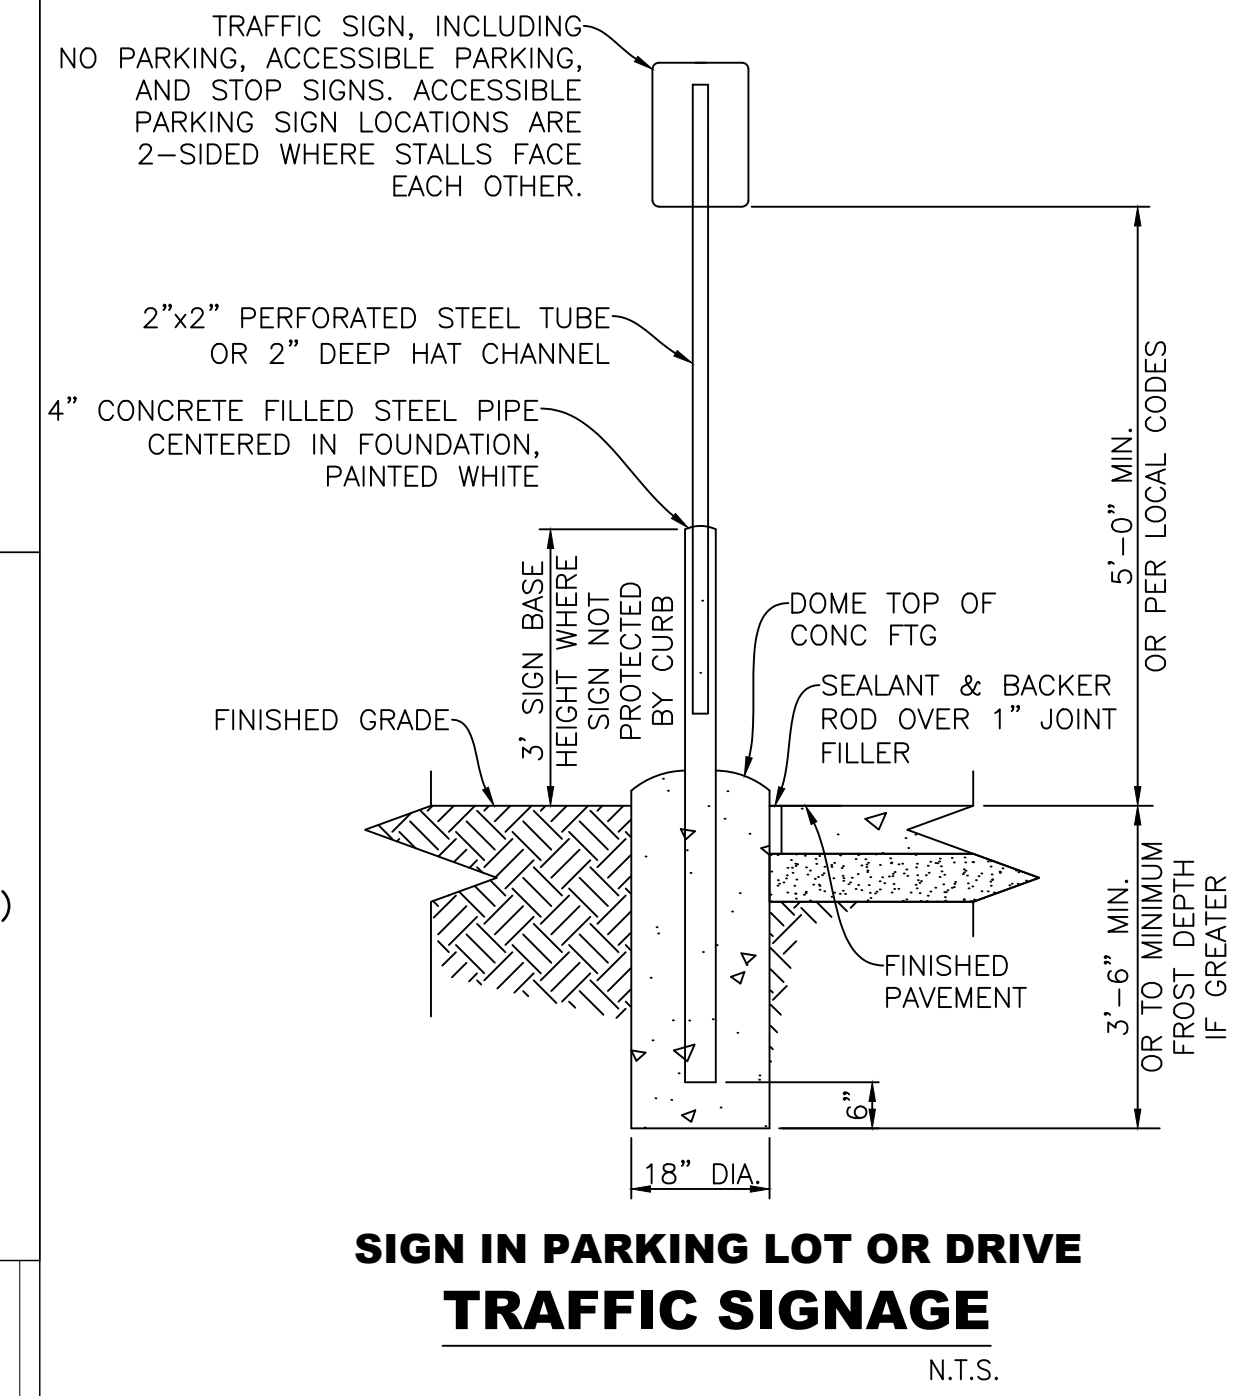 TRAFFIC SIGN, INCLUDING
NO PARKING, ACCESSIBLE PARKING,
AND STOP SIGNS. ACCESSIBLE
PARKING SIGN LOCATIONS ARE
2-SIDED WHERE STALLS FACE
EACH OTHER.
2"x2" PERFORATED STEEL TUBE
OR 2" DEEP HAT CHANNEL
4" CONCRETE FILLED STEEL PIPE
CENTERED IN FOUNDATION,
PAINTED WHITE
3' SIGN BASE
HEIGHT WHERE
SIGN NOT
PROTECTED
BY CURB
5'-0" MIN.
OR PER LOCAL CODES
DOME TOP OF
CONC FTG
SEALANT & BACKER
ROD OVER 1" JOINT
FILLER
FINISHED GRADE
FINISHED
PAVEMENT
3'-6" MIN.
OR TO MINIMUM
FROST DEPTH
IF GREATER
)
6"
18" DIA.
SIGN IN PARKING LOT OR DRIVE
TRAFFIC SIGNAGE
N.T.S.